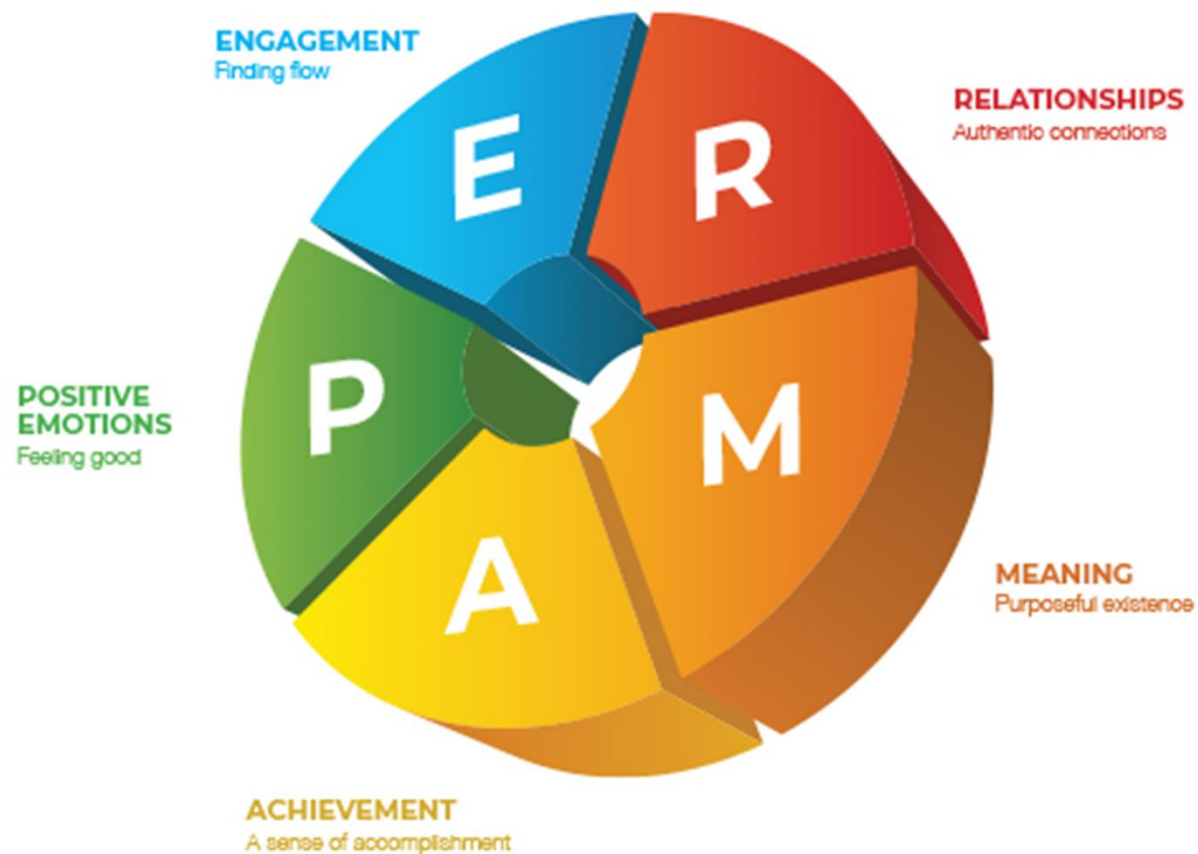 ENGAGEMENT
Finding flow
RELATIONSHIPS
Authentic connections
E
R
POSITIVE
EMOTIONS
Feeling good
P
M
A
MEANING
Purposeful existence
ACHIEVEMENT
A sense of accomplishment